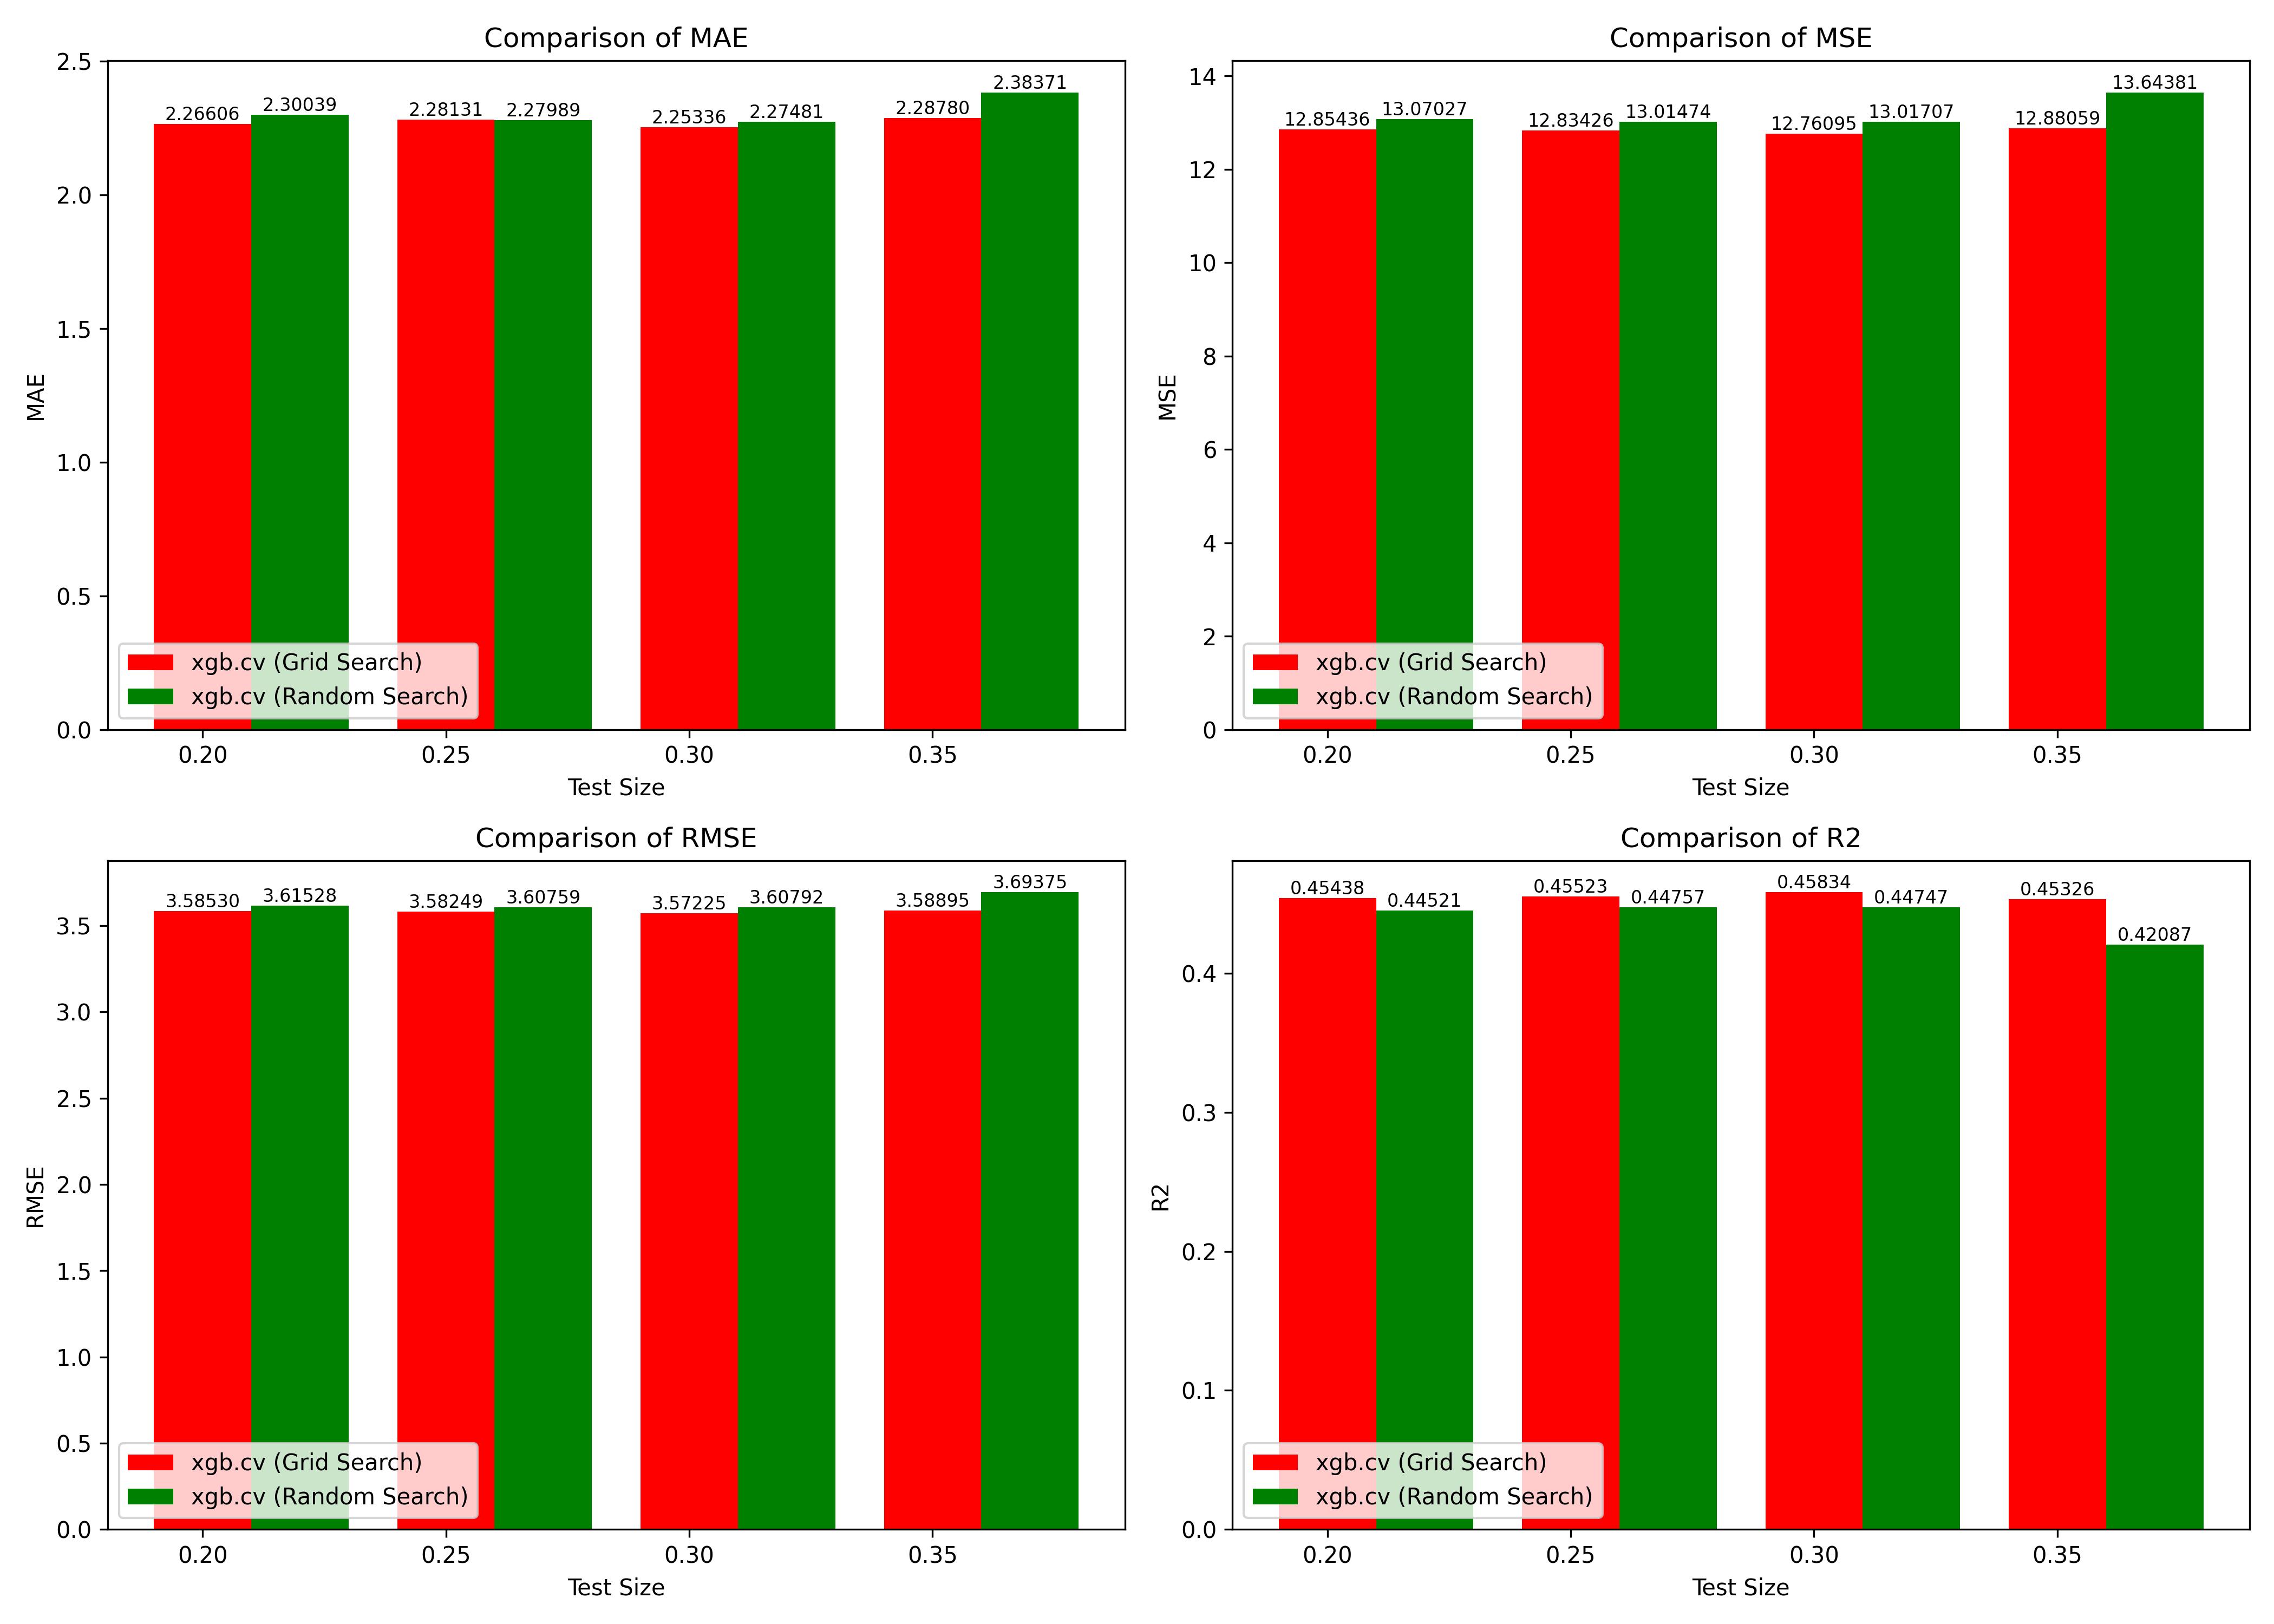 Comparison of MAE
2.5
2.0
1.5
1.0
0.5
0.0
MAE
2.26606 2.30039 2.28131 2.27989 2.25336 2.27481 2.28780 2.38371
xgb.cv (Grid Search)
xgb.cv (Random Search)
0.20 0.25 0.30 0.35
Test Size
Comparison of MSE
14
12
10
8
6
4
2
0
MSE
12.85436 13.07027 12.83426 13.01474 12.76095 13.01707 12.88059 13.64381
xgb.cv (Grid Search)
xgb.cv (Random Search)
0.20 0.25 0.30 0.35
Test Size
Comparison of RMSE
3.5
3.0
2.5
2.0
1.5
1.0
0.5
0.0
RMSE
3.58530 3.61528 3.58249 3.60759 3.57225 3.60792 3.58895 3.69375
xgb.cv (Grid Search)
xgb.cv (Random Search)
0.20 0.25 0.30 0.35
Test Size
Comparison of R2
0.4
0.3
0.2
0.1
0.0
R2
0.45438 0.44521 0.45523 0.44757 0.45834 0.44747 0.45326 0.42087
xgb.cv (Grid Search)
xgb.cv (Random Search)
0.20 0.25 0.30 0.35
Test Size